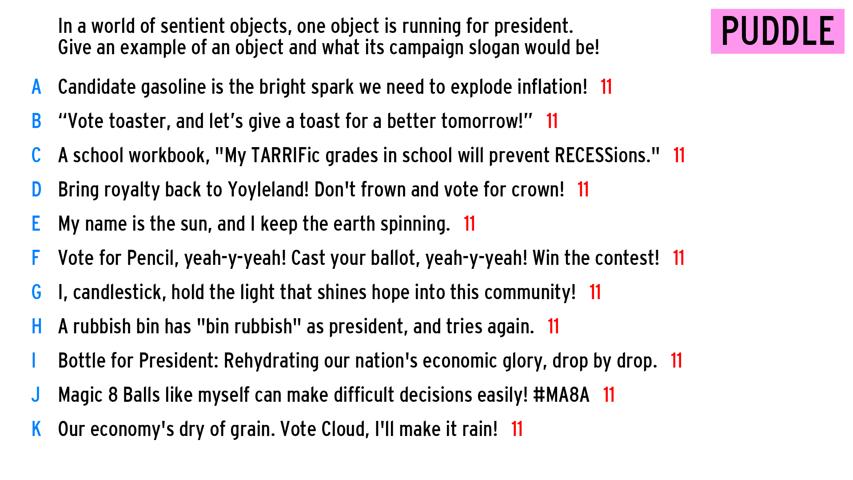 In a world of sentient objects, one object is running for president.
Give an example of an object and what its campaign slogan would be!
PUDDLE
A Candidate gasoline is the bright spark we need to explode inflation! 11
B “Vote toaster, and let’s give a toast for a better tomorrow!” 11
C A school workbook, "My TARRIFic grades in school will prevent RECESSions." 11
D Bring royalty back to Yoyleland! Don't frown and vote for crown! 11
E My name is the sun, and I keep the earth spinning. 11
F Vote for Pencil, yeah-y-yeah! Cast your ballot, yeah-y-yeah! Win the contest! 11
G I, candlestick, hold the light that shines hope into this community! 11
H A rubbish bin has "bin rubbish" as president, and tries again. 11
I Bottle for President: Rehydrating our nation's economic glory, drop by drop. 11
J Magic 8 Balls like myself can make difficult decisions easily! #MA8A 11
K Our economy's dry of grain. Vote Cloud, I'll make it rain! 11